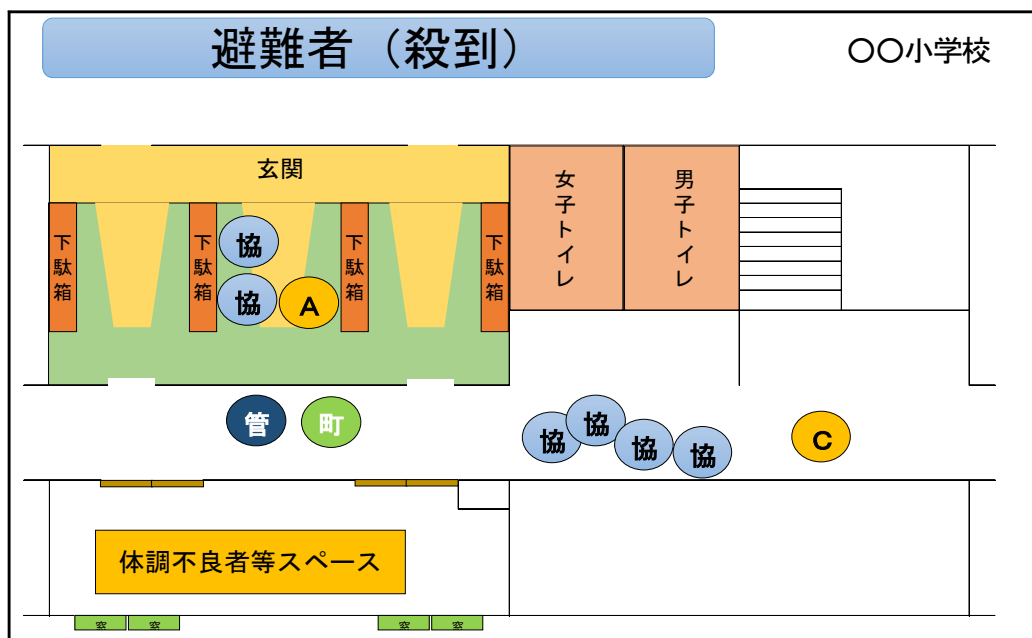 避難者（殺到）
〇〇小学校
玄関
女子トイレ
男子トイレ
下駄箱
下駄箱
下駄箱
下駄箱
協
協
A
管
町
協
協
協
協
C
体調不良者等スペース
窓
窓
窓
窓